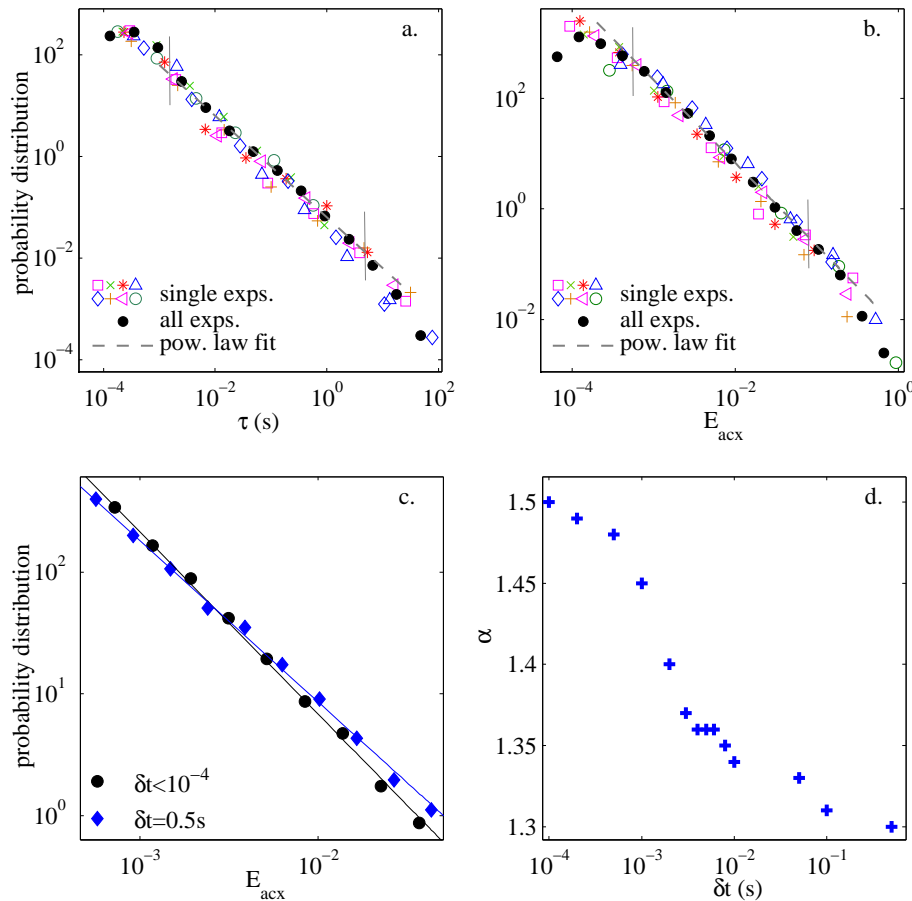 a.
probability distribution
10^2
10^0
10^−2
10^−4
single exps.
all exps.
pow. law fit
10^−4
10^−2
10^0
10^2
τ (s)
b.
10^2
10^0
10^−2
single exps.
all exps.
pow. law fit
10^−4
10^−2
10^0
E_acx
c.
probability distribution
10^2
10^1
10^0
δt<10^−4
δt=0.5s
10^−3
10^−2
E_acx
d.
α
1.5
1.45
1.4
1.35
1.3
10^−4
10^−3
10^−2
10^−1
δt (s)